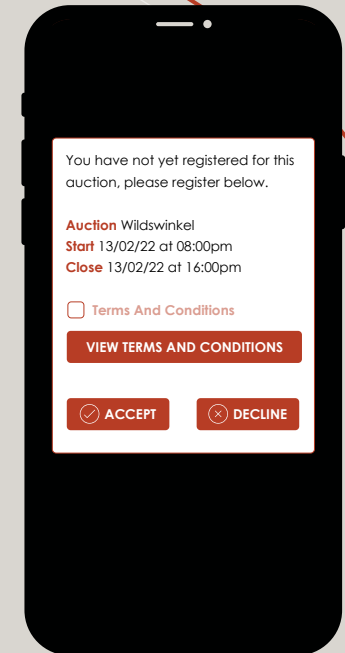 You have not yet registered for this
auction, please register below.
Auction Wildswinkel
Start 13/02/22 at 08:00pm
Close 13/02/22 at 16:00pm
Terms And Conditions
VIEW TERMS AND CONDITIONS
ACCEPT
DECLINE